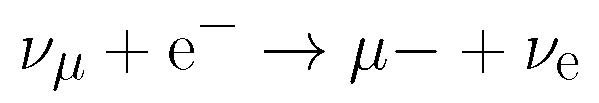 ν_μ + e⁻ → μ− + ν_e